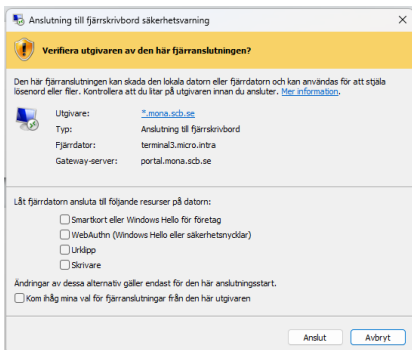 Anslutning till fjärrskrivbord säkerhetsvarning
Verifiera utgivaren av den här fjäranslutningen?
Den här fjäranslutningen kan skada den lokala datorn eller fjärrdatorn och kan användas för att stjäla
lösenord eller filer. Kontrollera att du litar på utgivaren innan du ansluter. Mer information.
Utgivare: *.mona.scb.se
Typ: Anslutning till fjärrskrivbord
Fjärrdator: terminal3.micro.intra
Gateway-server: portal.mona.scb.se
Låt fjärrdatorn ansluta till följande resurser på datorn:
Smartkort eller Windows Hello för företag
WebAuthn (Windows Hello eller säkerhetsnycklar)
Urklipp
Skrivare
Ändringar av dessa alternativ gäller endast för den här anslutningsstart.
Kom ihåg mina val för fjärranslutningar från den här utgivaren
Anslut Avbryt